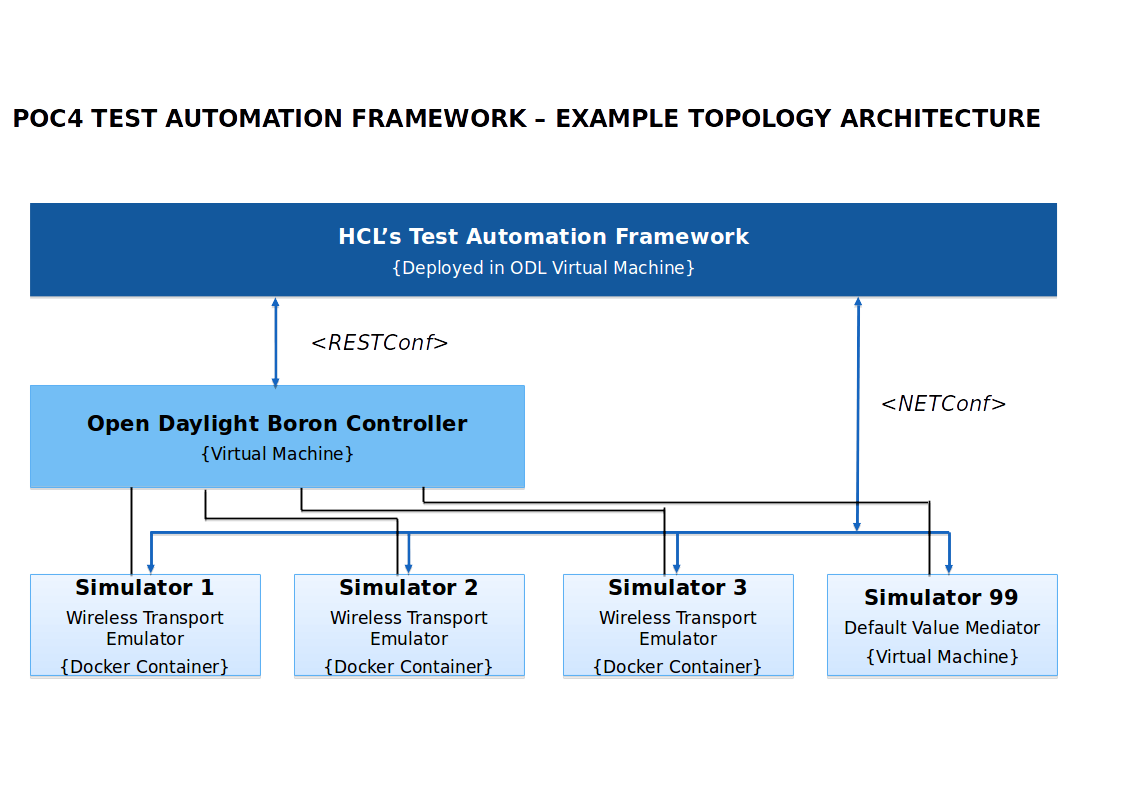 POC4 TEST AUTOMATION FRAMEWORK – EXAMPLE TOPOLOGY ARCHITECTURE
HCL’s Test Automation Framework
{Deployed in ODL Virtual Machine}
<RESTConf>
<NETConf>
Open Daylight Boron Controller
{Virtual Machine}
Simulator 1
Wireless Transport
Emulator
{Docker Container}
Simulator 2
Wireless Transport
Emulator
{Docker Container}
Simulator 3
Wireless Transport
Emulator
{Docker Container}
Simulator 99
Default Value Mediator
{Virtual Machine}